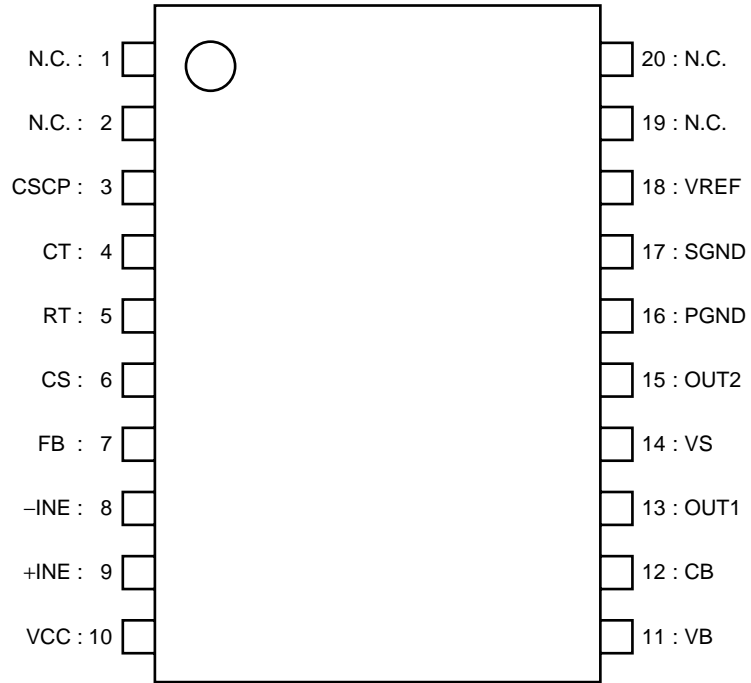 N.C. : 1
N.C. : 2
CSCP : 3
CT : 4
RT : 5
CS : 6
FB : 7
−INE : 8
+INE : 9
VCC : 10
20 : N.C.
19 : N.C.
18 : VREF
17 : SGND
16 : PGND
15 : OUT2
14 : VS
13 : OUT1
12 : CB
11 : VB